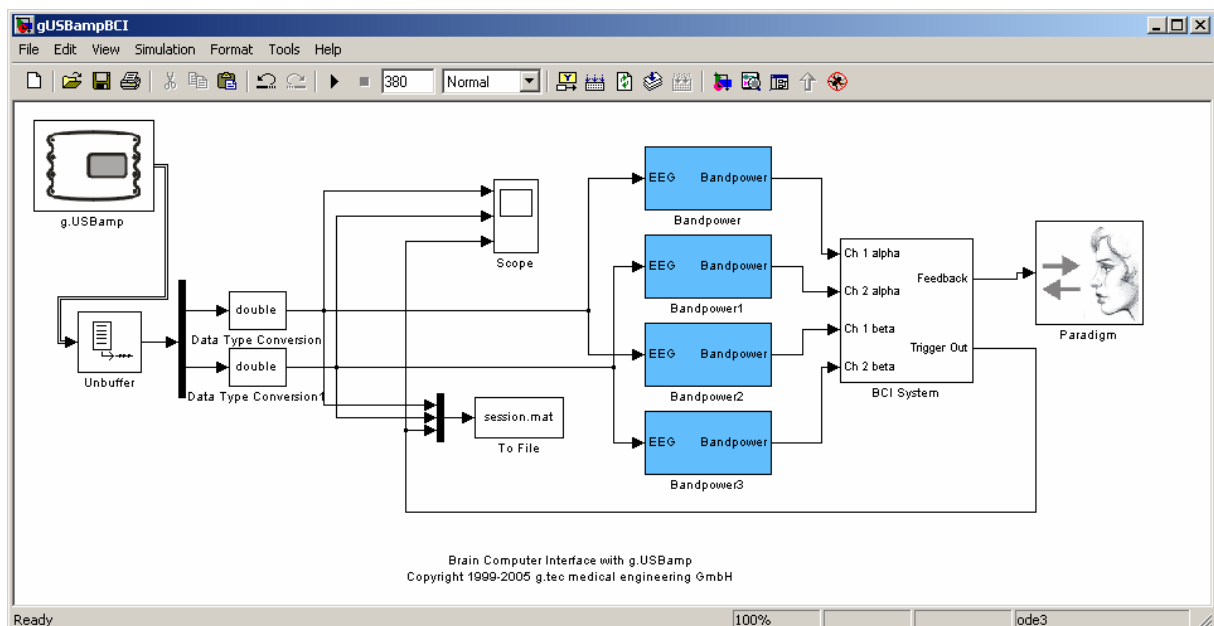 gUSBampBCI
File Edit View Simulation Format Tools Help
380
Normal
g.USBamp
Unbuffer
double
Data Type Conversion
double
Data Type Conversion1
Scope
session.mat
To File
EEG Bandpower
Bandpower
EEG Bandpower
Bandpower1
EEG Bandpower
Bandpower2
EEG Bandpower
Bandpower3
Ch 1 alpha
Ch 2 alpha
Ch 1 beta
Ch 2 beta
Feedback
Trigger Out
BCI System
Paradigm
Brain Computer Interface with g.USBamp
Copyright 1999-2005 g.tec medical engineering GmbH
Ready
100%
ode3